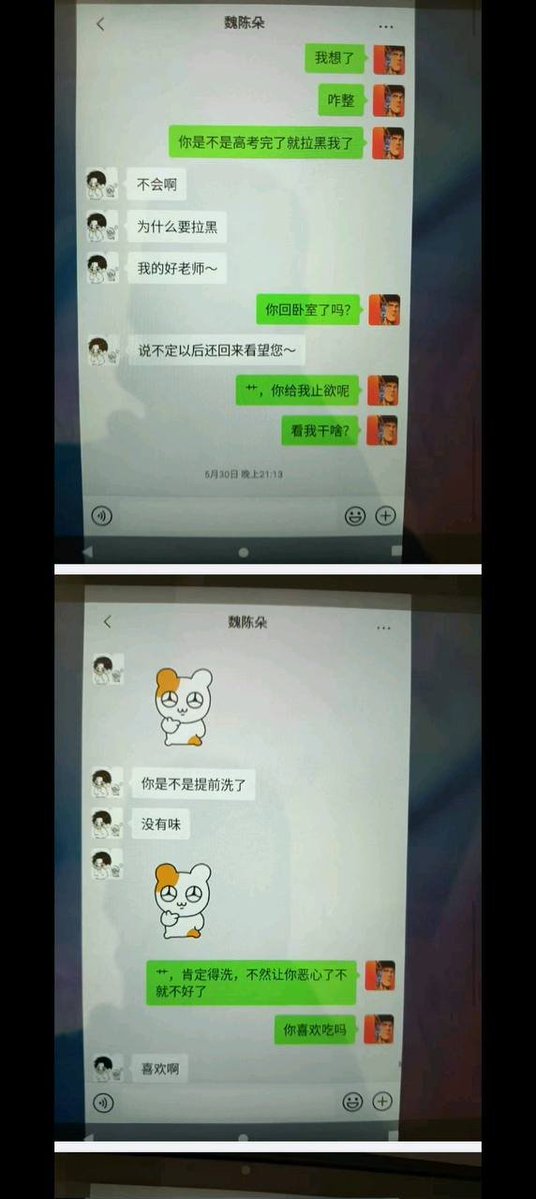 魏陈朵
我想了
咋整
你是不是高考完了就拉黑我了
不会啊
为什么要拉黑
我的好老师～
你回卧室了吗？
说不定以后还回来看望您～
艹，你给我止欲呢
看我干啥？
5月30日 晚上21:13
魏陈朵
你是不是提前洗了
没有味
艹，肯定得洗，不然让你恶心了不
就不好了
你喜欢吃吗
喜欢啊